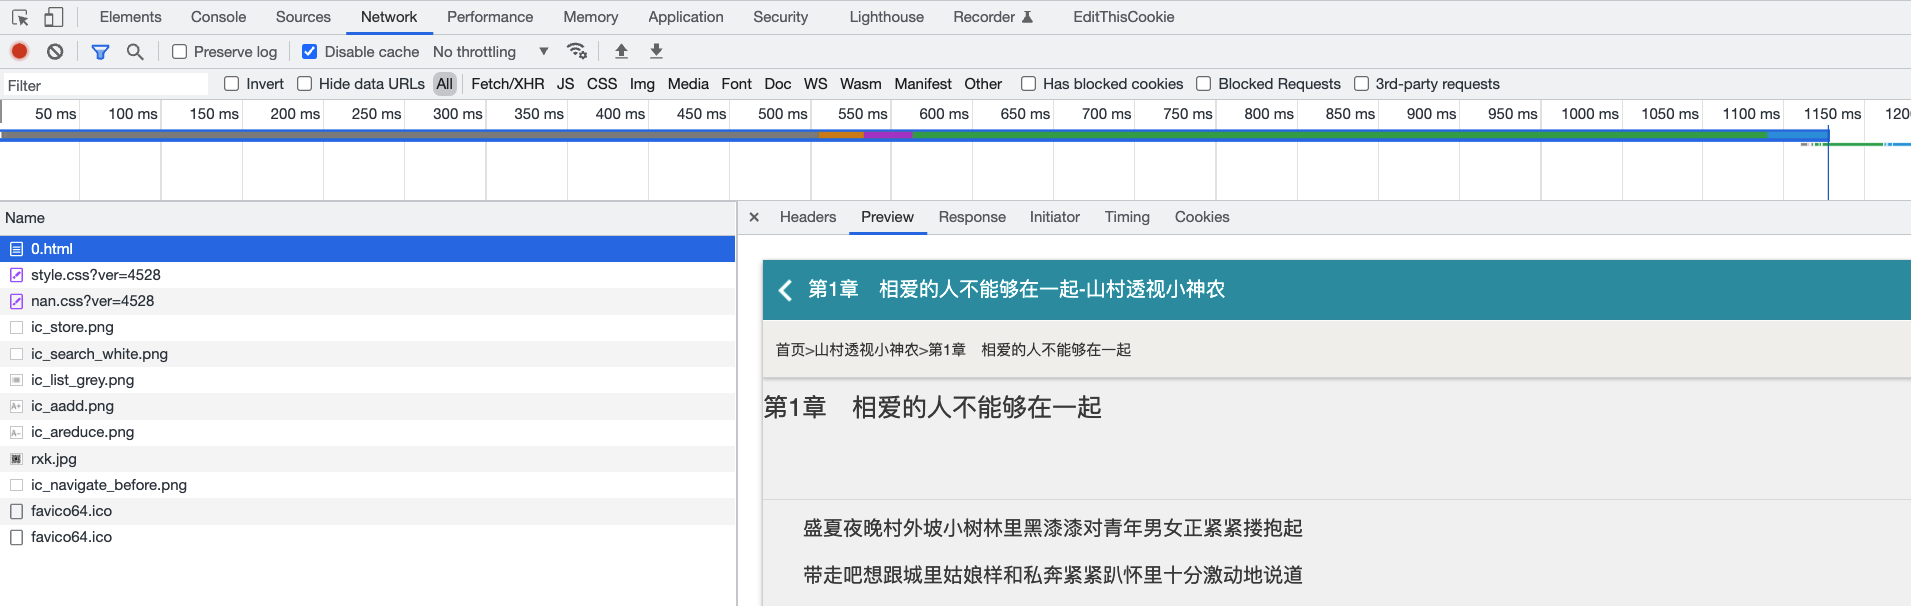 Elements Console Sources Network Performance Memory Application Security Lighthouse Recorder EditThisCookie
Preserve log Disable cache No throttling
Filter Invert Hide data URLs All Fetch/XHR JS CSS Img Media Font Doc WS Wasm Manifest Other Has blocked cookies Blocked Requests 3rd-party requests
50 ms 100 ms 150 ms 200 ms 250 ms 300 ms 350 ms 400 ms 450 ms 500 ms 550 ms 600 ms 650 ms 700 ms 750 ms 800 ms 850 ms 900 ms 950 ms 1000 ms 1050 ms 1100 ms 1150 ms 120
Name
0.html
style.css?ver=4528
nan.css?ver=4528
ic_store.png
ic_search_white.png
ic_list_grey.png
ic_aadd.png
ic_areduce.png
rxk.jpg
ic_navigate_before.png
favico64.ico
favico64.ico
Headers Preview Response Initiator Timing Cookies
第1章 相爱的人不能够在一起-山村透视小神农
首页>山村透视小神农>第1章 相爱的人不能够在一起
第1章 相爱的人不能够在一起
盛夏夜晚村外坡小树林里黑漆漆对青年男女正紧紧搂抱起
带走吧想跟城里姑娘样和私奔紧紧趴怀里十分激动地说道